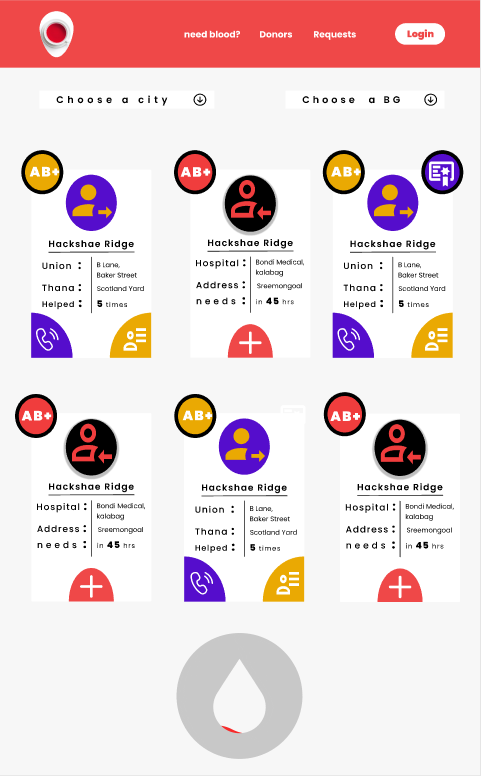 need blood? Donors Requests Login
Choose a city
Choose a BG
AB+
Hackshae Ridge
Union : B Lane,
Baker Street
Thana : Scotland Yard
Helped : 5 times
AB+
Hackshae Ridge
Hospital : Bondi Medical,
kalabag
Address : Sreemongoal
needs : in 45 hrs
AB+
Hackshae Ridge
Union : B Lane,
Baker Street
Thana : Scotland Yard
Helped : 5 times
AB+
Hackshae Ridge
Hospital : Bondi Medical,
kalabag
Address : Sreemongoal
needs : in 45 hrs
AB+
Hackshae Ridge
Union : B Lane,
Baker Street
Thana : Scotland Yard
Helped : 5 times
AB+
Hackshae Ridge
Hospital : Bondi Medical,
kalabag
Address : Sreemongoal
needs : in 45 hrs